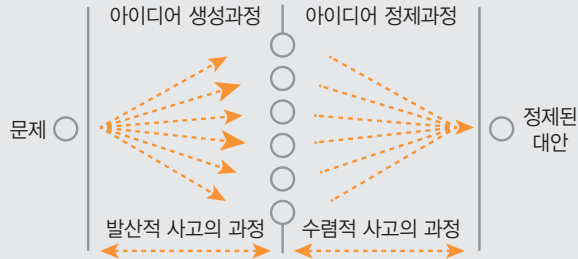 아이디어 생성과정
아이디어 정제과정
문제
정제된
대안
발산적 사고의 과정
수렴적 사고의 과정